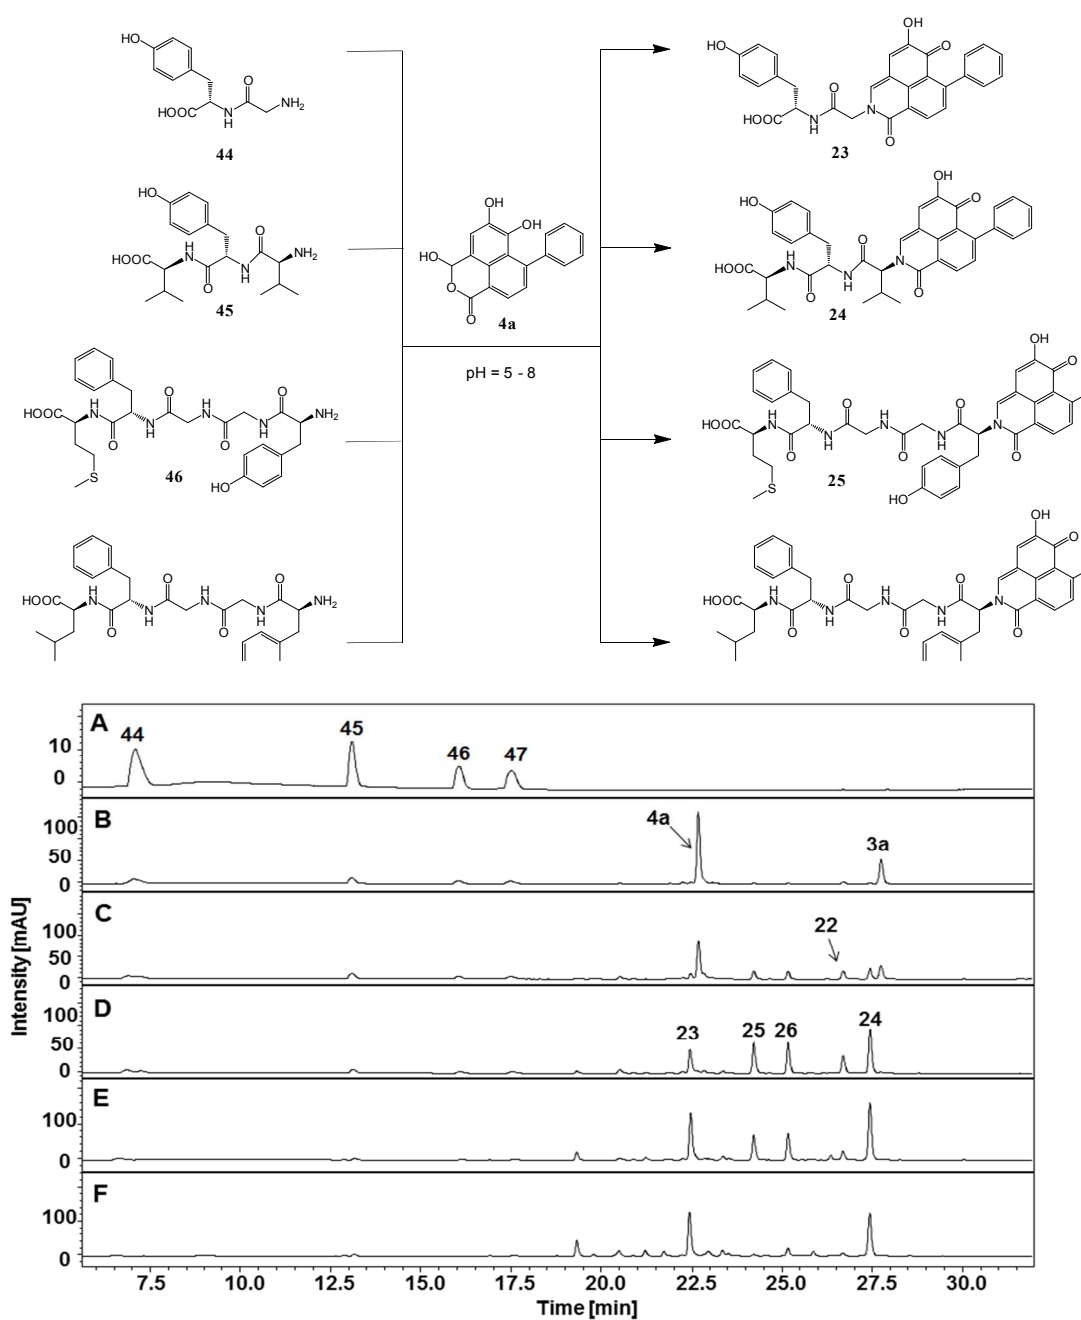 HO
O
HOOC
N
H
NH2
44
HO
OH
O
O
HOOC
N
H
N
O
23
HO
O
HOOC
H
N
NH2
O
N
H
45
OH
OH
HO
O
O
4a
pH = 5 - 8
OH
O
HO
O
HOOC
H
N
N
O
N
H
O
24
O
H
N
O
HOOC
H
N
NH2
O
N
H
O
N
H
S
HO
46
OH
O
O
H
N
O
HOOC
H
N
N
O
N
H
O
N
H
O
S
HO
25
O
H
N
O
HOOC
H
N
NH2
O
N
H
O
N
H
OH
O
O
H
N
O
HOOC
H
N
N
O
N
H
O
N
H
O
A
44
45
46
47
10
0
B
4a
3a
100
50
0
C
22
100
50
0
D
23
25
26
24
100
50
0
E
100
0
F
100
0
Intensity [mAU]
7.5 10.0 12.5 15.0 17.5 20.0 22.5 25.0 27.5 30.0
Time [min]